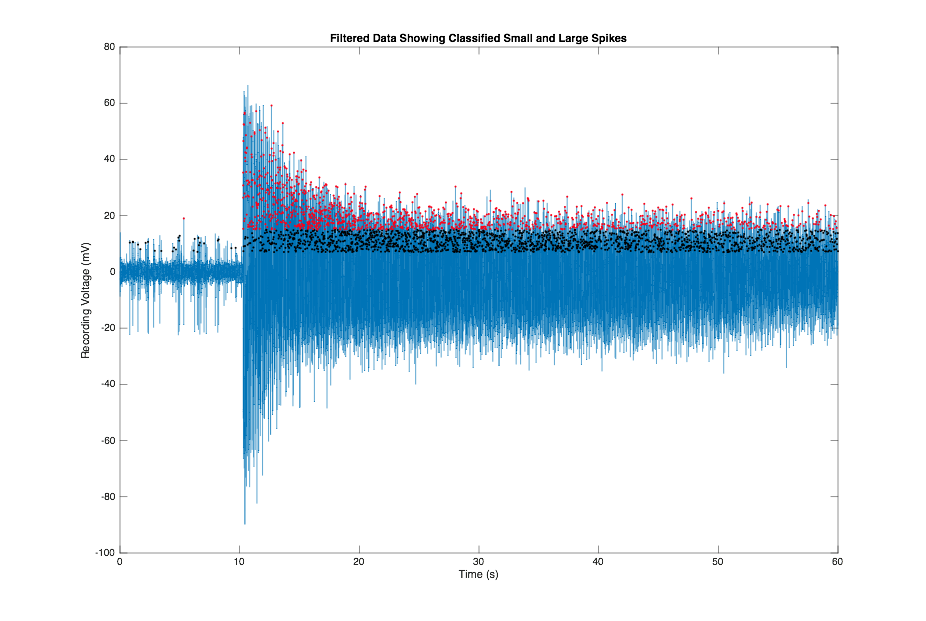 Filtered Data Showing Classified Small and Large Spikes
80
60
40
20
0
-20
-40
-60
-80
-100
Recording Voltage (mV)
0 10 20 30 40 50 60
Time (s)